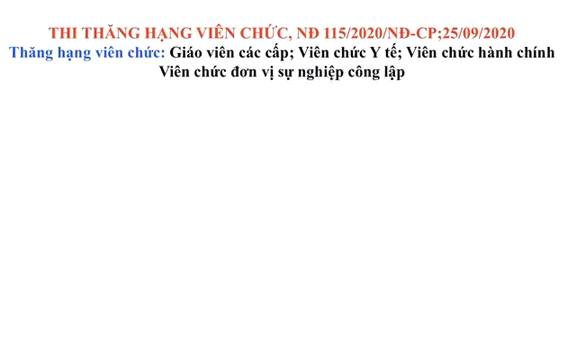 THI THĂNG HẠNG VIÊN CHỨC, NĐ 115/2020/NĐ-CP;25/09/2020
Thăng hạng viên chức: Giáo viên các cấp; Viên chức Y tế; Viên chức hành chính
Viên chức đơn vị sự nghiệp công lập